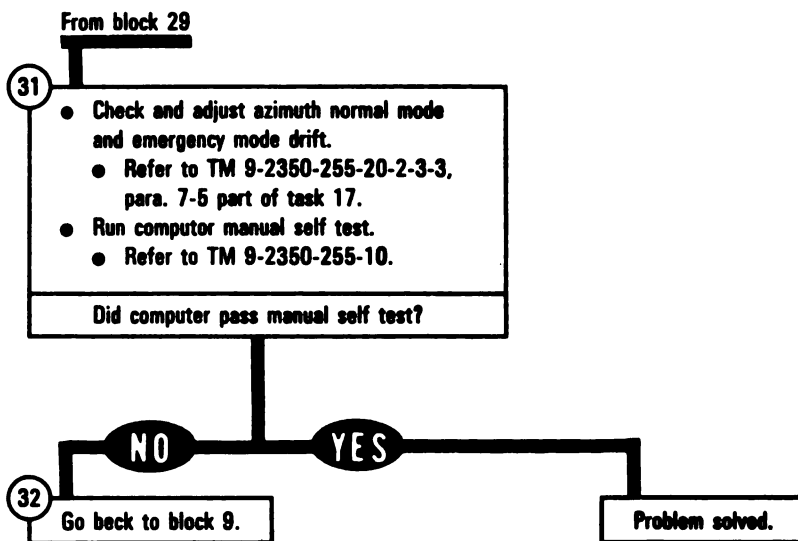 From block 29
31
● Check and adjust azimuth normal mode
and emergency mode drift.
● Refer to TM 9-2350-255-20-2-3-3,
para. 7-5 part of task 17.
● Run computor manual self test.
● Refer to TM 9-2350-255-10.
Did computer pass manual self test?
NO YES
32
Go beck to block 9.
Problem solved.